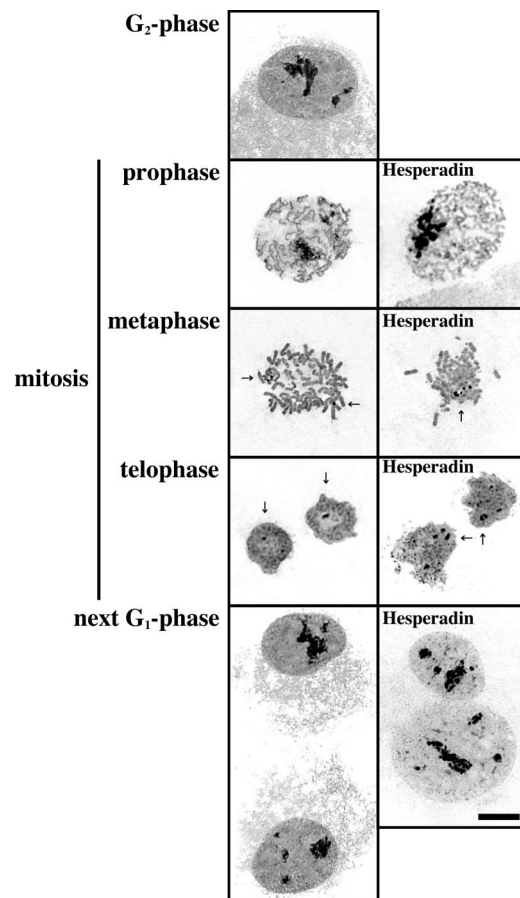 G₂-phase
prophase
Hesperadin
metaphase
Hesperadin
mitosis
telophase
Hesperadin
next G₁-phase
Hesperadin